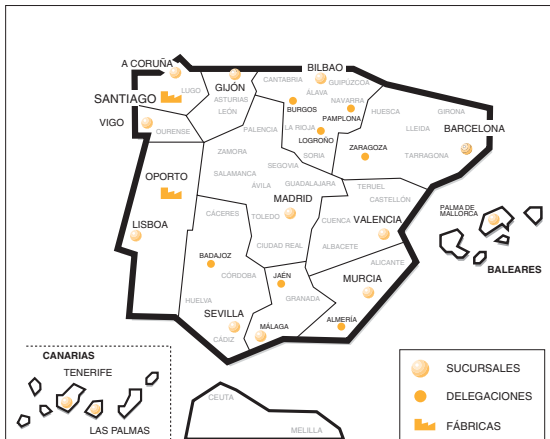 A CORUÑA
LUGO
SANTIAGO
VIGO
OURENSE
GIJÓN
ASTURIAS
LEÓN
CANTABRIA
BILBAO
GUIPÚZCOA
ÁLAVA
NAVARRA
BURGOS
PAMPLONA
LA RIOJA
LOGROÑO
PALENCIA
SORIA
HUESCA
GIRONA
LLEIDA
BARCELONA
ZARAGOZA
TARRAGONA
ZAMORA
SEGOVIA
SALAMANCA
ÁVILA
GUADALAJARA
TERUEL
CASTELLÓN
OPORTO
MADRID
CÁCERES
TOLEDO
CUENCA
VALENCIA
LISBOA
CIUDAD REAL
ALBACETE
ALICANTE
PALMA DE
MALLORCA
BALEARES
BADAJOZ
CÓRDOBA
JAÉN
MURCIA
HUELVA
GRANADA
SEVILLA
MÁLAGA
ALMERÍA
CÁDIZ
CANARIAS
TENERIFE
LAS PALMAS
CEUTA
MELILLA
SUCURSALES
DELEGACIONES
FÁBRICAS